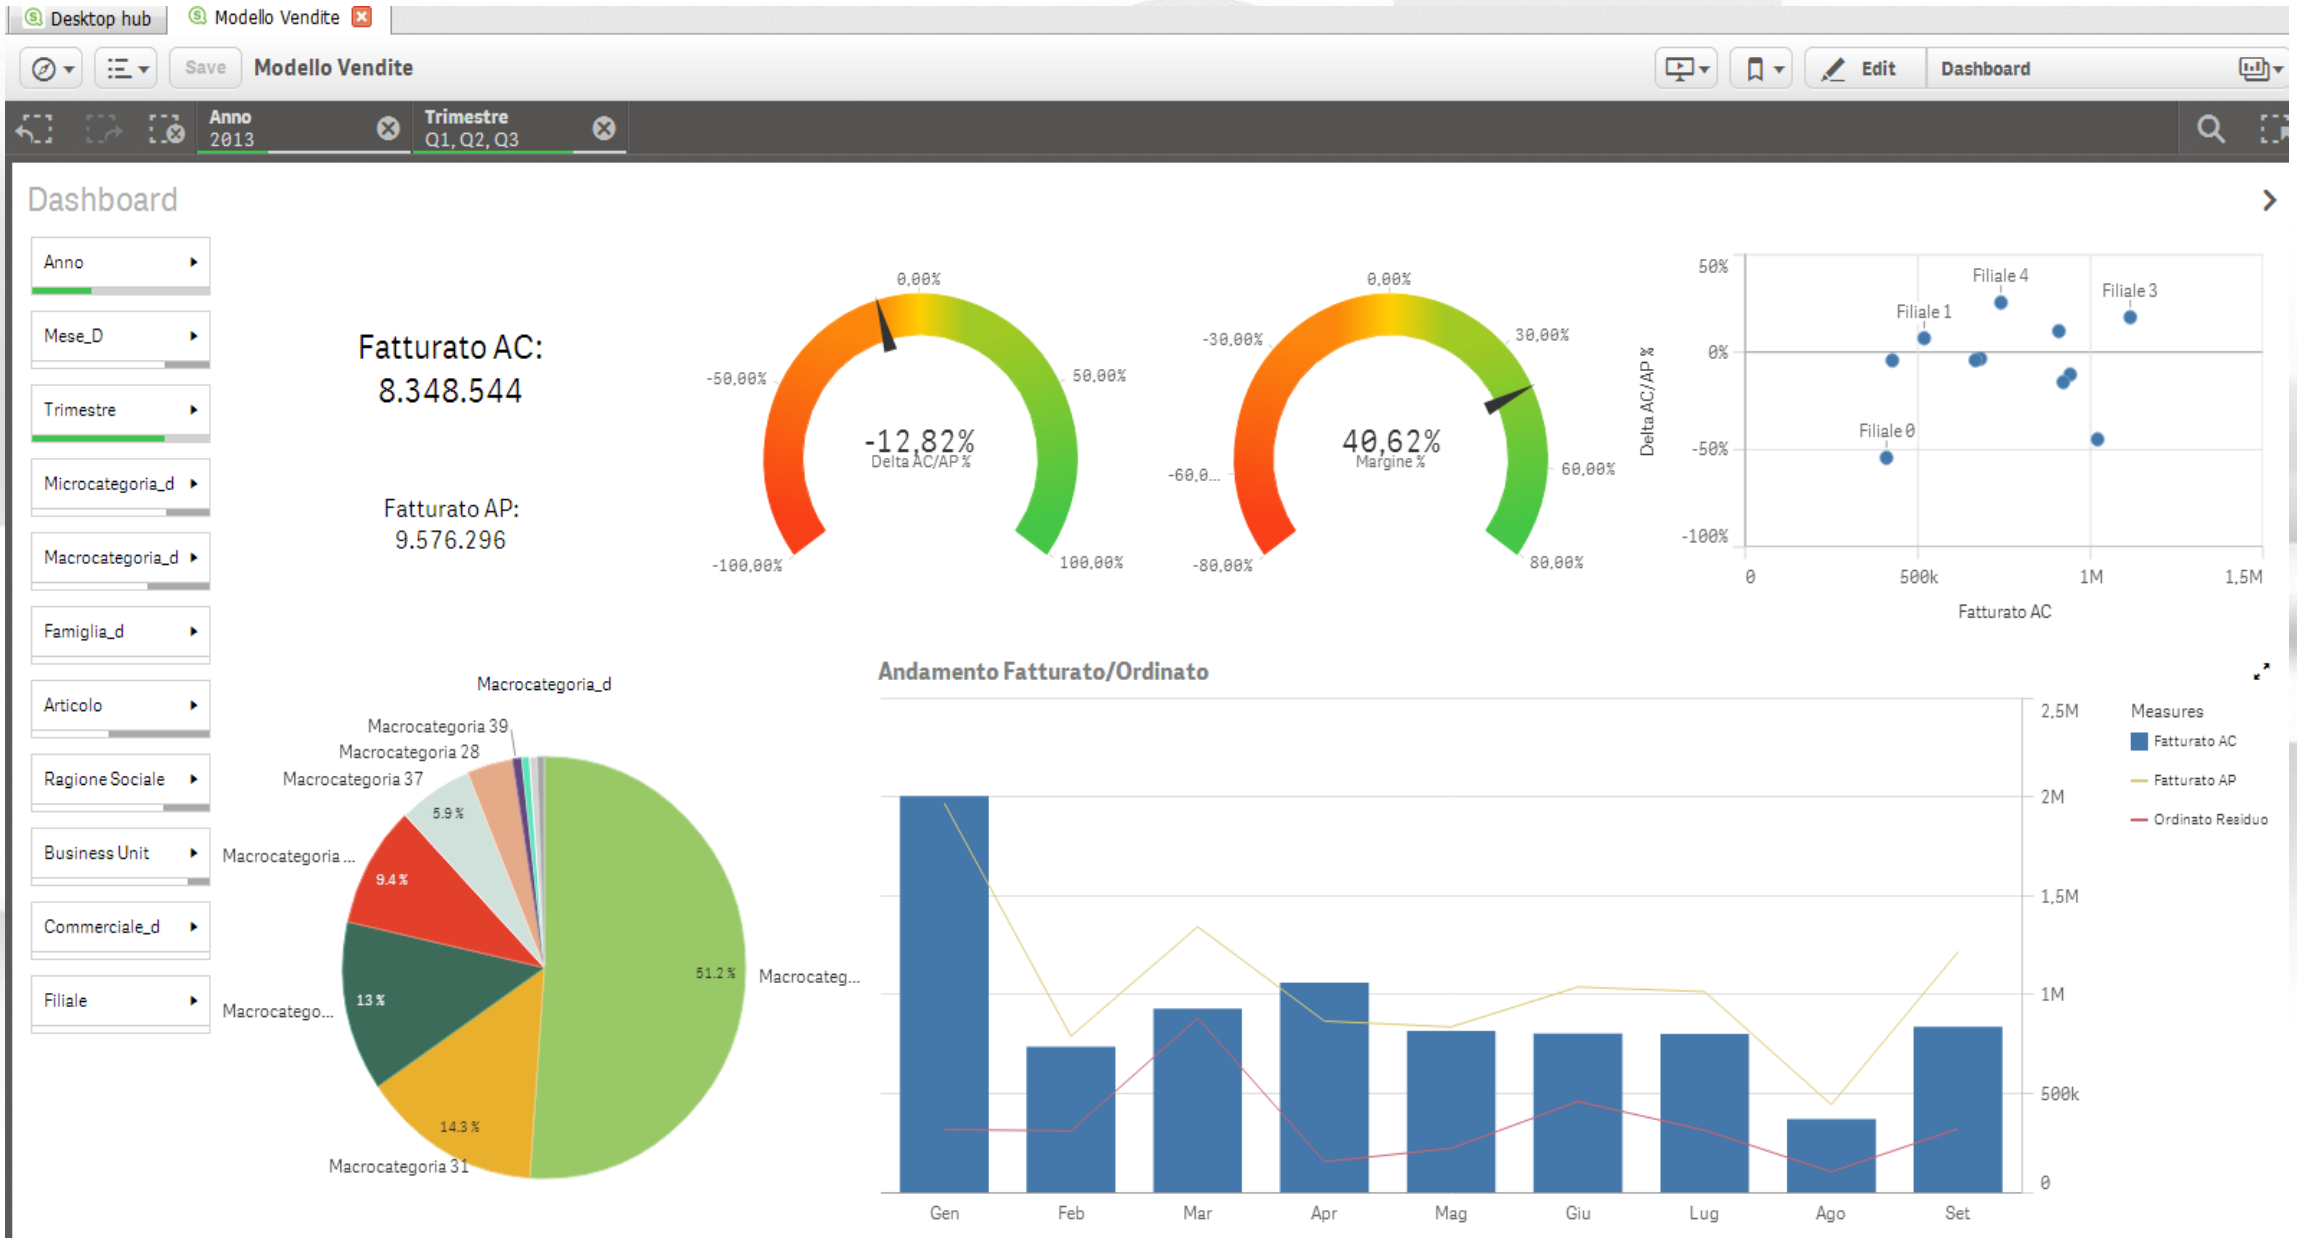 Desktop hub
Modello Vendite
Save
Modello Vendite
Edit
Dashboard
Anno
2013
Trimestre
Q1, Q2, Q3
Dashboard
Anno
Mese_D
Trimestre
Microcategoria_d
Macrocategoria_d
Famiglia_d
Articolo
Ragione Sociale
Business Unit
Commerciale_d
Filiale
Fatturato AC:
8.348.544
Fatturato AP:
9.576.296
0,00%
-50,00%
50,00%
-12,82%
Delta AC/AP %
-100,00%
100,00%
0,00%
-30,00%
30,00%
40,62%
Margine %
-60,0...
60,00%
-80,00%
80,00%
Delta AC/AP %
50%
0%
-50%
-100%
Filiale 4
Filiale 3
Filiale 1
Filiale 0
0
500k
1M
1,5M
Fatturato AC
Macrocategoria_d
Macrocategoria 39
Macrocategoria 28
Macrocategoria 37
5.9 %
Macrocategoria ...
9.4 %
51.2 %
Macrocateg...
13 %
Macrocatego...
14.3 %
Macrocategoria 31
Andamento Fatturato/Ordinato
2,5M
2M
1,5M
1M
500k
0
Gen
Feb
Mar
Apr
Mag
Giu
Lug
Ago
Set
Measures
Fatturato AC
Fatturato AP
Ordinato Residuo